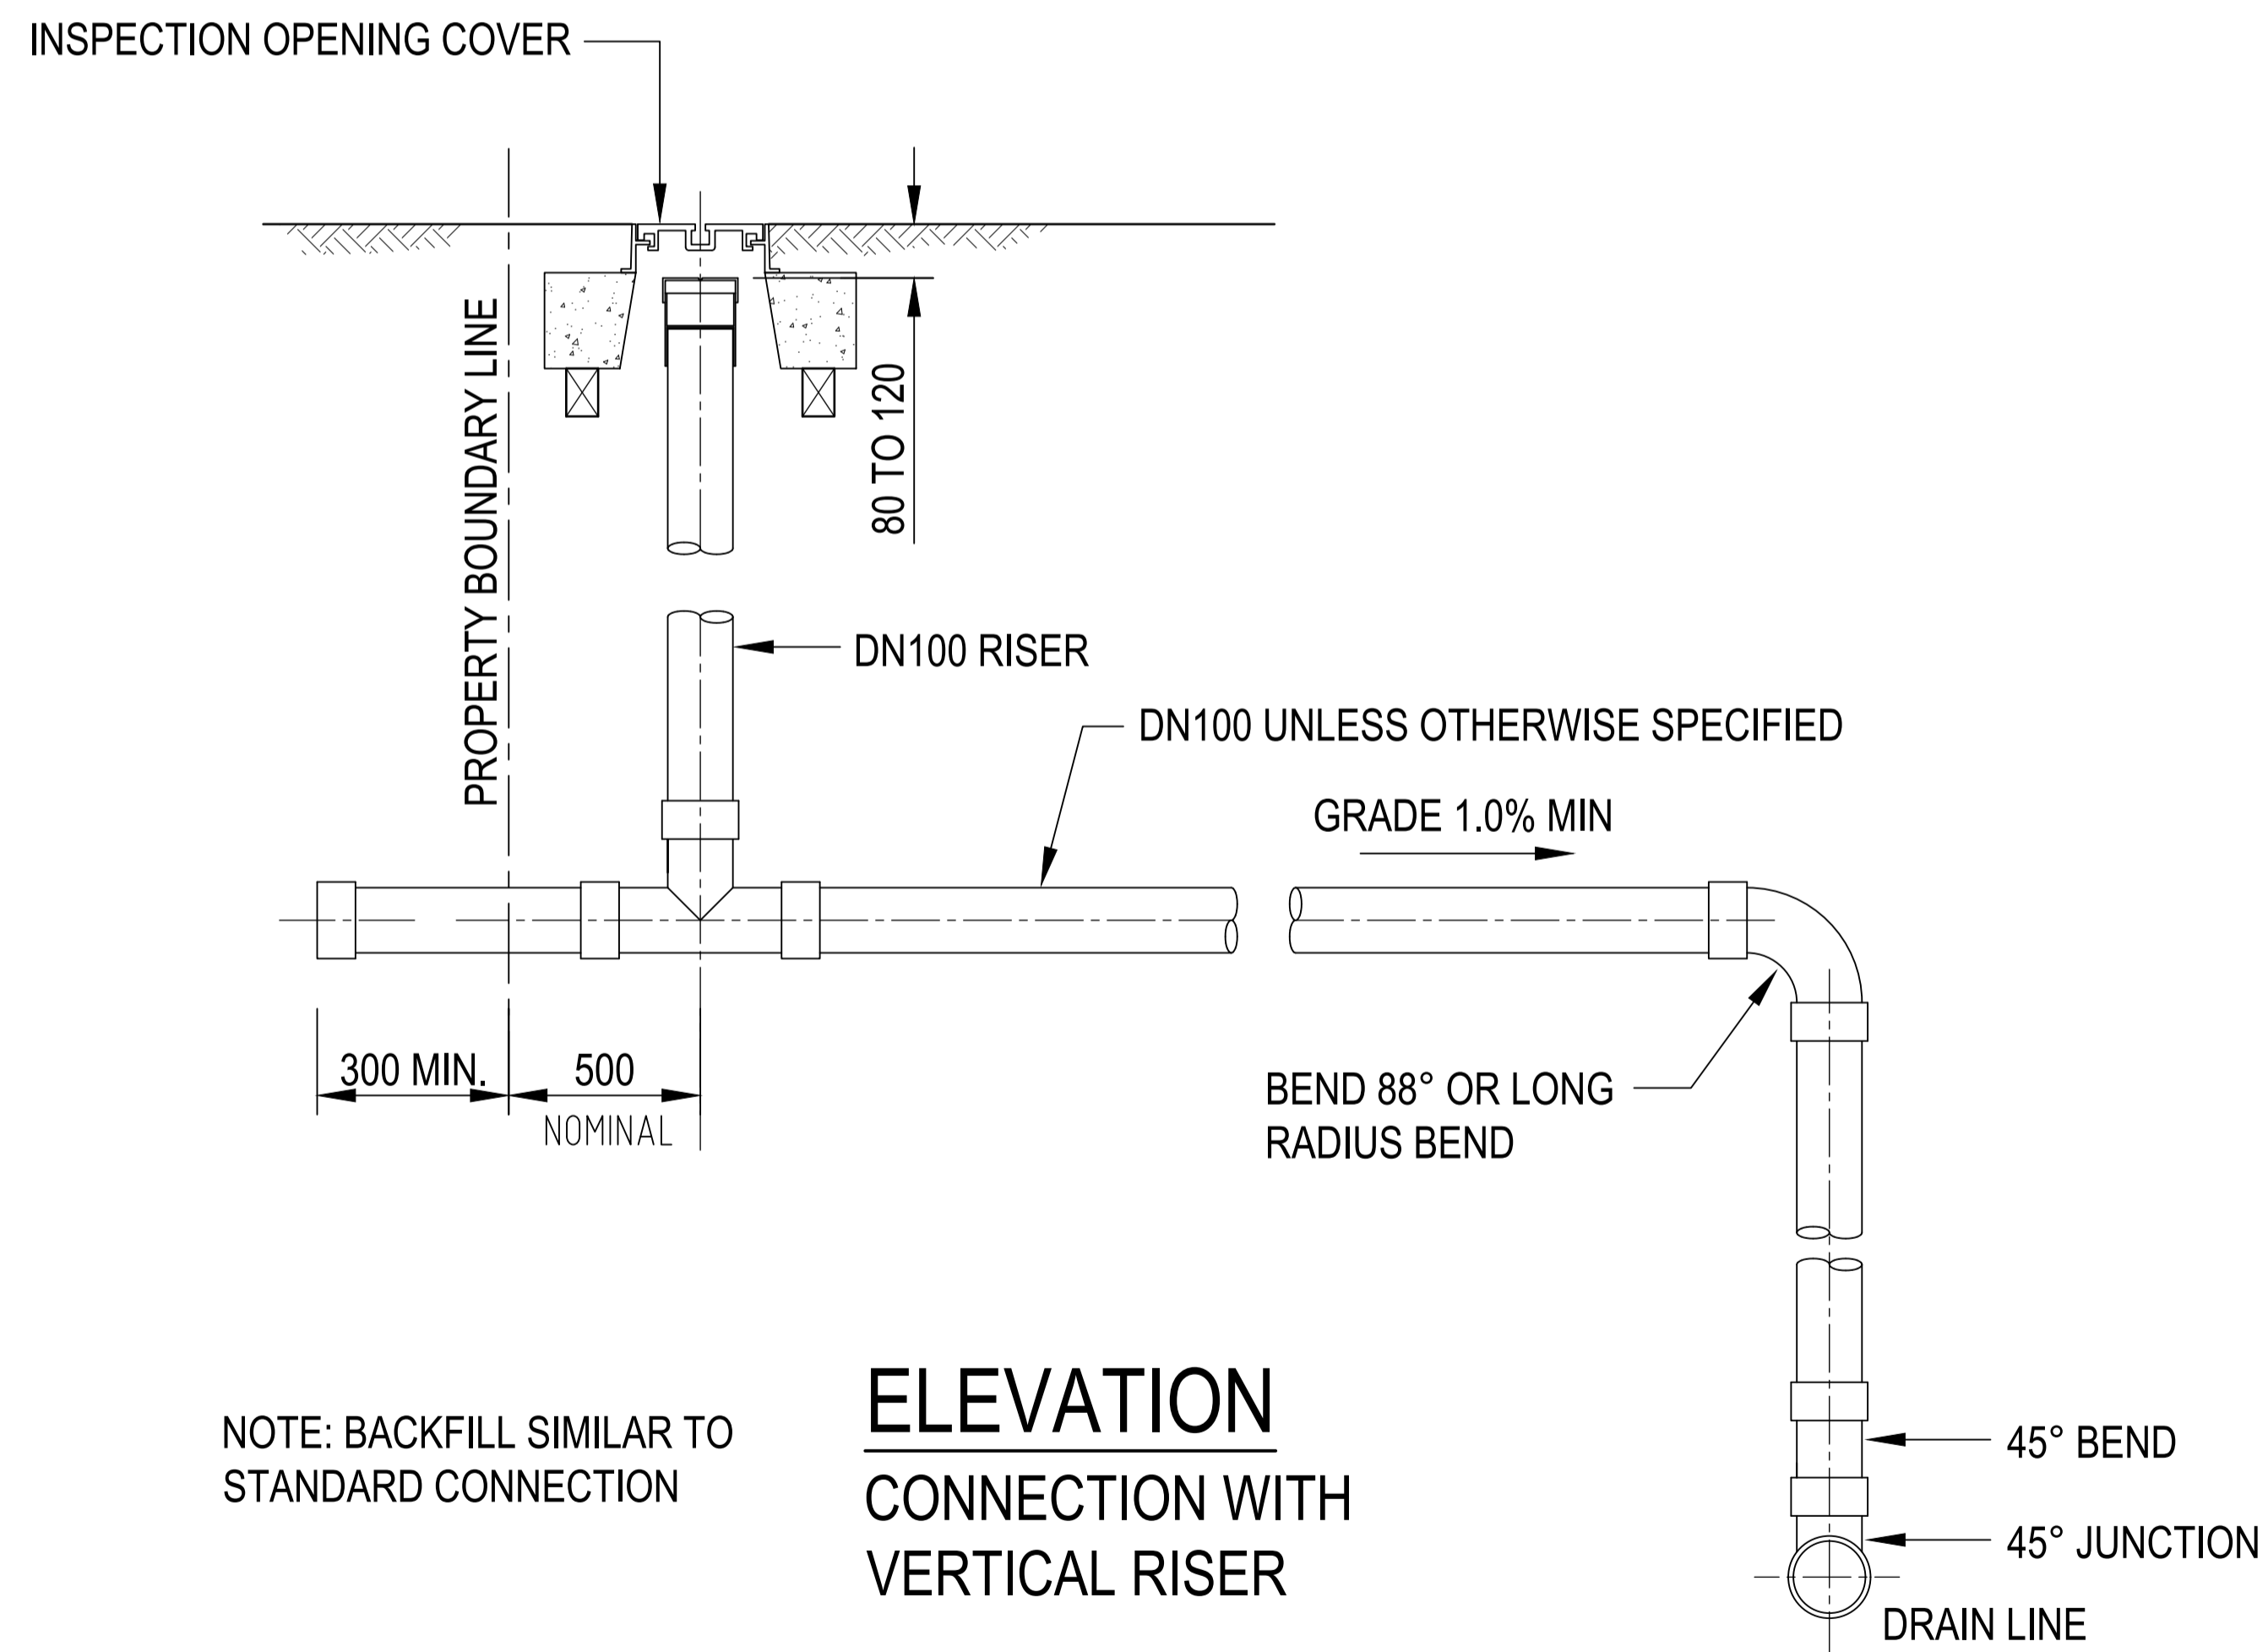 INSPECTION OPENING COVER
PROPERTY BOUNDARY LINE
80 TO 120
DN100 RISER
DN100 UNLESS OTHERWISE SPECIFIED
GRADE 1.0% MIN
300 MIN.
500
NOMINAL
BEND 88° OR LONG
RADIUS BEND
NOTE: BACKFILL SIMILAR TO
STANDARD CONNECTION
ELEVATION
CONNECTION WITH
VERTICAL RISER
45° BEND
45° JUNCTION
DRAIN LINE